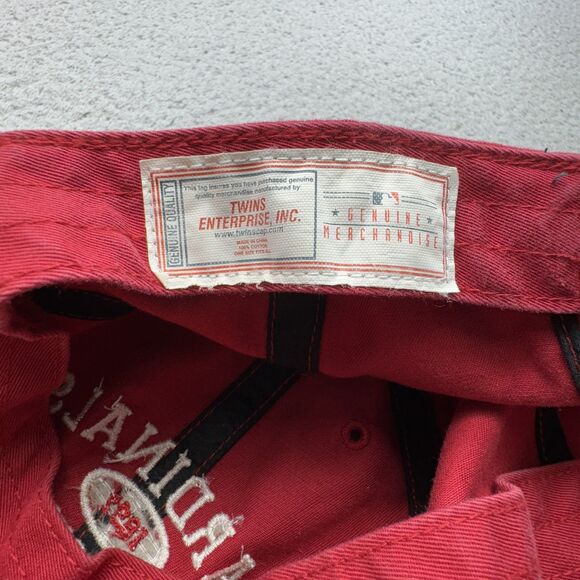 GENUINE QUALITY
This tag insures you have purchased genuine
quality merchandise manufactured by:
TWINS
ENTERPRISE, INC.
www.twinscap.com
MADE IN CHINA
100% COTTON
ONE SIZE FITS ALL
GENUINE
MERCHANDISE
ARDINALS